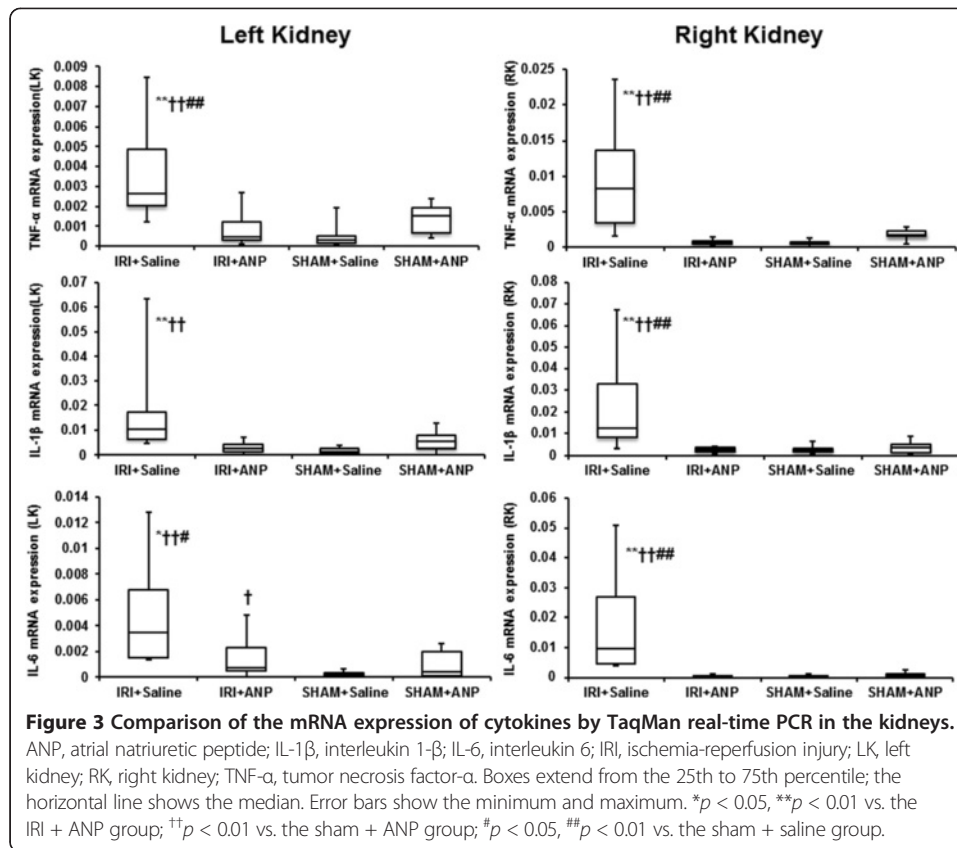 Left Kidney
Right Kidney
TNF-α mRNA expression(LK)
0.009
0.008
0.007
0.006
0.005
0.004
0.003
0.002
0.001
0
**††##
IRI+Saline IRI+ANP SHAM+Saline SHAM+ANP
TNF-α mRNA expression (RK)
0.025
0.02
0.015
0.01
0.005
0
**††##
IRI+Saline IRI+ANP SHAM+Saline SHAM+ANP
IL-1β mRNA expression(LK)
0.07
0.06
0.05
0.04
0.03
0.02
0.01
0
**††
IRI+Saline IRI+ANP SHAM+Saline SHAM+ANP
IL-1β mRNA expression (RK)
0.08
0.07
0.06
0.05
0.04
0.03
0.02
0.01
0
**††##
IRI+Saline IRI+ANP SHAM+Saline SHAM+ANP
IL-6 mRNA expression (LK)
0.014
0.012
0.01
0.008
0.006
0.004
0.002
0
*††#
†
IRI+Saline IRI+ANP SHAM+Saline SHAM+ANP
IL-6 mRNA expression (RK)
0.06
0.05
0.04
0.03
0.02
0.01
0
**††##
IRI+Saline IRI+ANP SHAM+Saline SHAM+ANP
Figure 3 Comparison of the mRNA expression of cytokines by TaqMan real-time PCR in the kidneys.
ANP, atrial natriuretic peptide; IL-1β, interleukin 1-β; IL-6, interleukin 6; IRI, ischemia-reperfusion injury; LK, left
kidney; RK, right kidney; TNF-α, tumor necrosis factor-α. Boxes extend from the 25th to 75th percentile; the
horizontal line shows the median. Error bars show the minimum and maximum. *p < 0.05, **p < 0.01 vs. the
IRI + ANP group; ††p < 0.01 vs. the sham + ANP group; #p < 0.05, ##p < 0.01 vs. the sham + saline group.